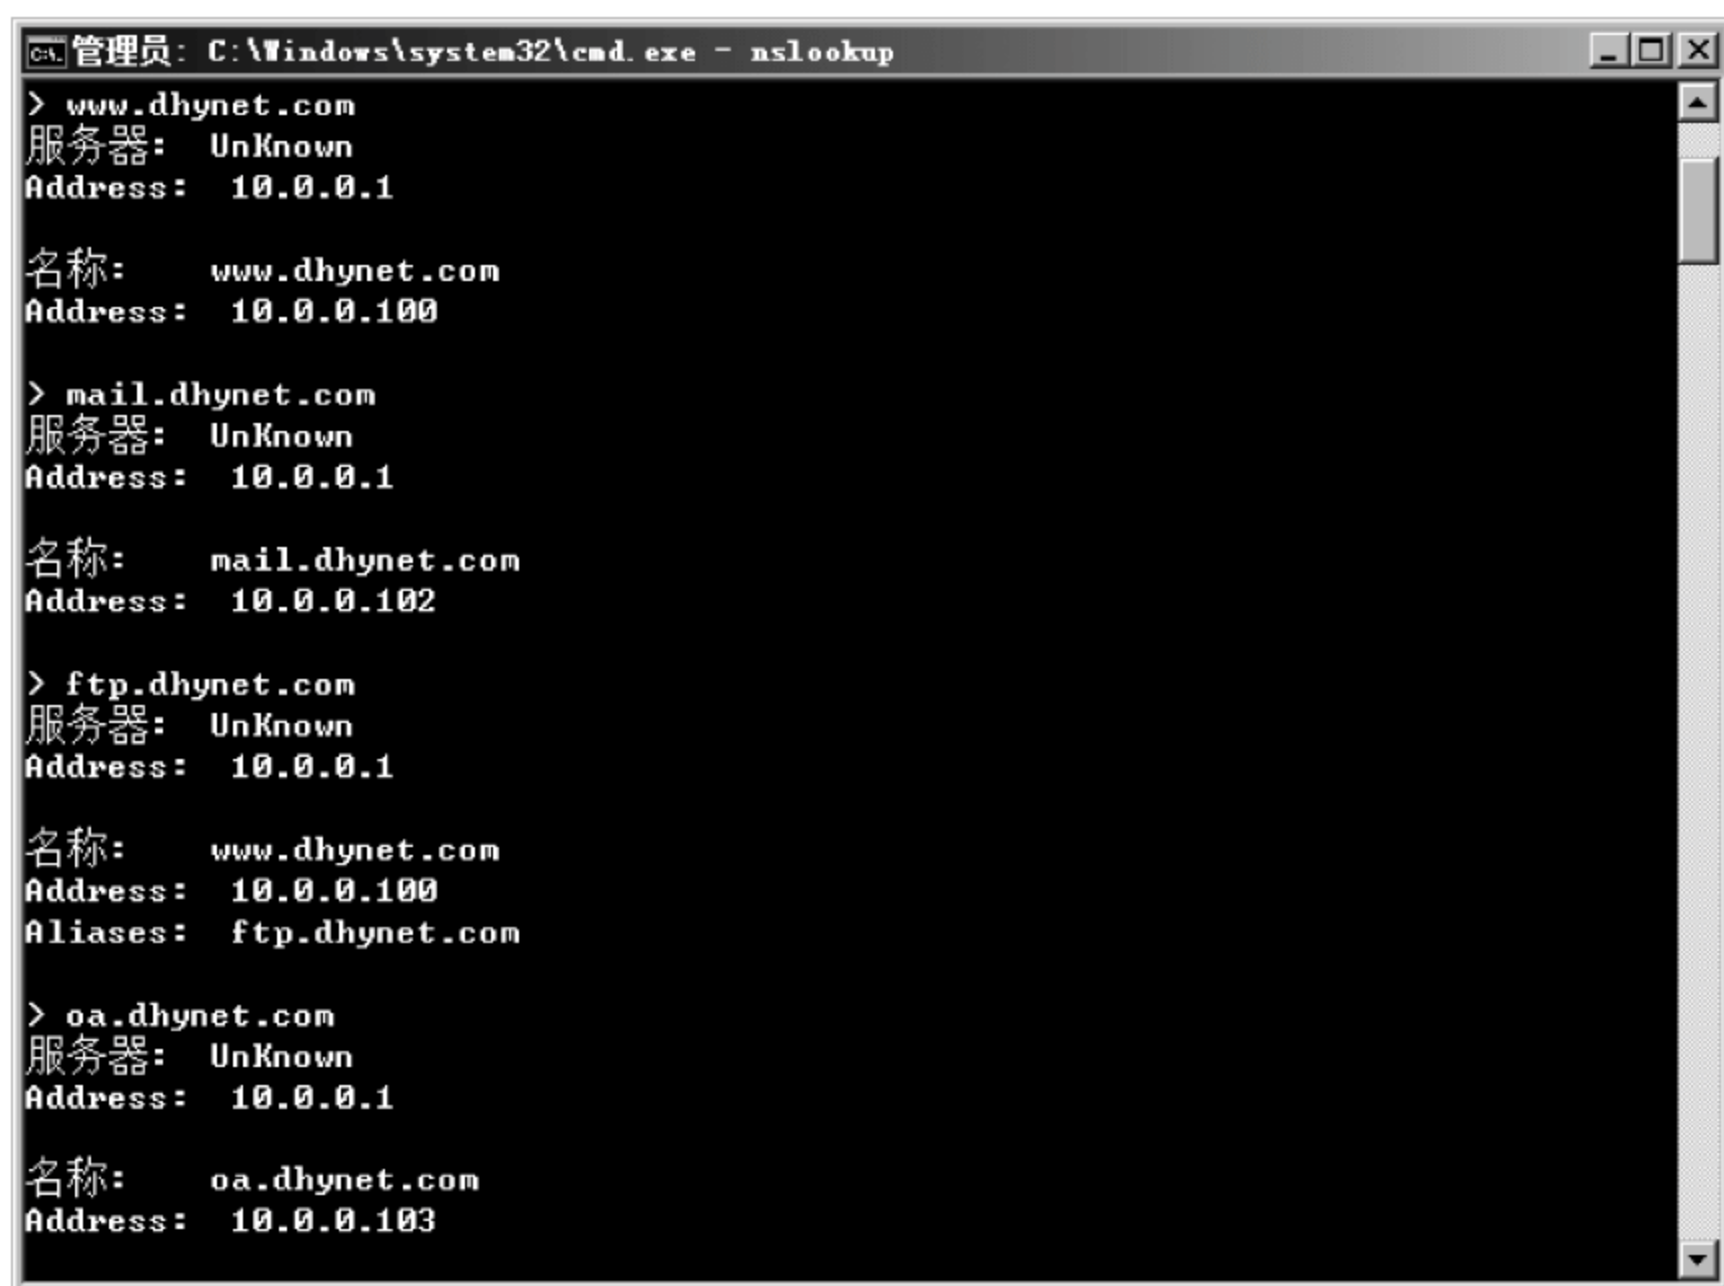 管理员: C:\Windows\system32\cmd.exe - nslookup
> www.dhynet.com
服务器:  UnKnown
Address:  10.0.0.1
名称:    www.dhynet.com
Address:  10.0.0.100
> mail.dhynet.com
服务器:  UnKnown
Address:  10.0.0.1
名称:    mail.dhynet.com
Address:  10.0.0.102
> ftp.dhynet.com
服务器:  UnKnown
Address:  10.0.0.1
名称:    www.dhynet.com
Address:  10.0.0.100
Aliases:  ftp.dhynet.com
> oa.dhynet.com
服务器:  UnKnown
Address:  10.0.0.1
名称:    oa.dhynet.com
Address:  10.0.0.103